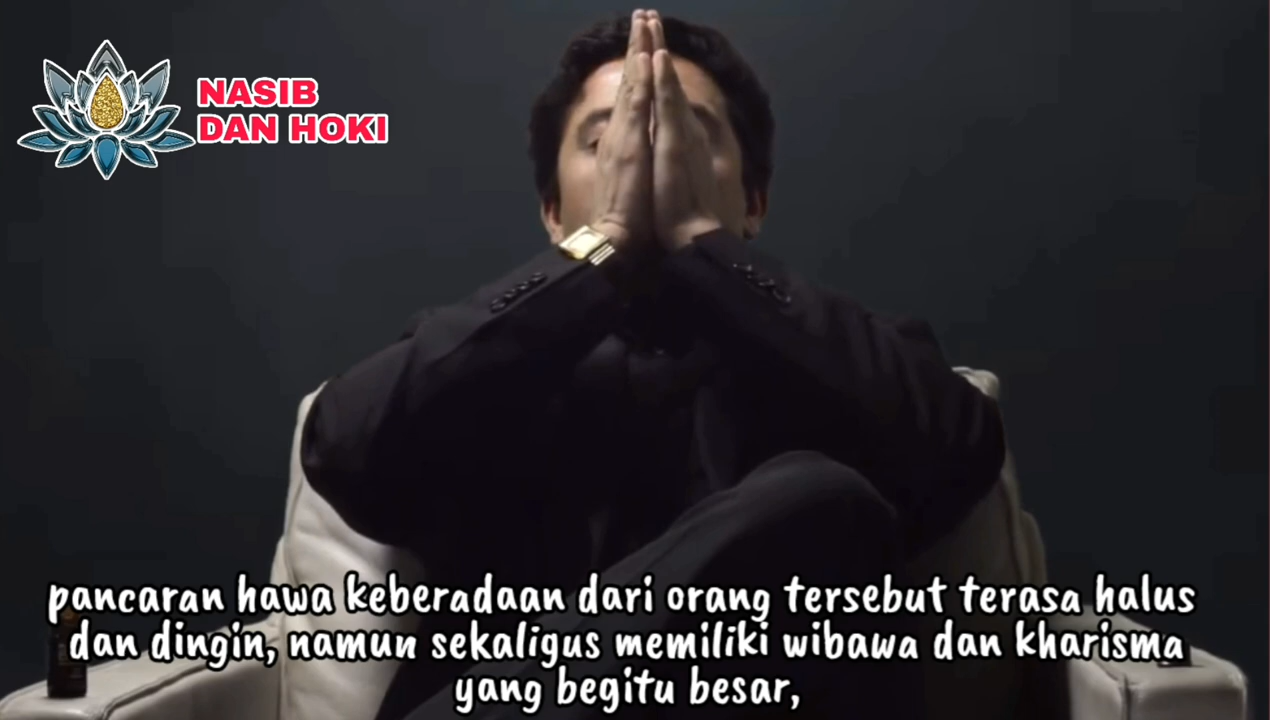 NASIB
DAN HOKI
pancaran hawa keberadaan dari orang tersebut terasa halus
dan dingin, namun sekaligus memiliki wibawa dan kharisma
yang begitu besar,